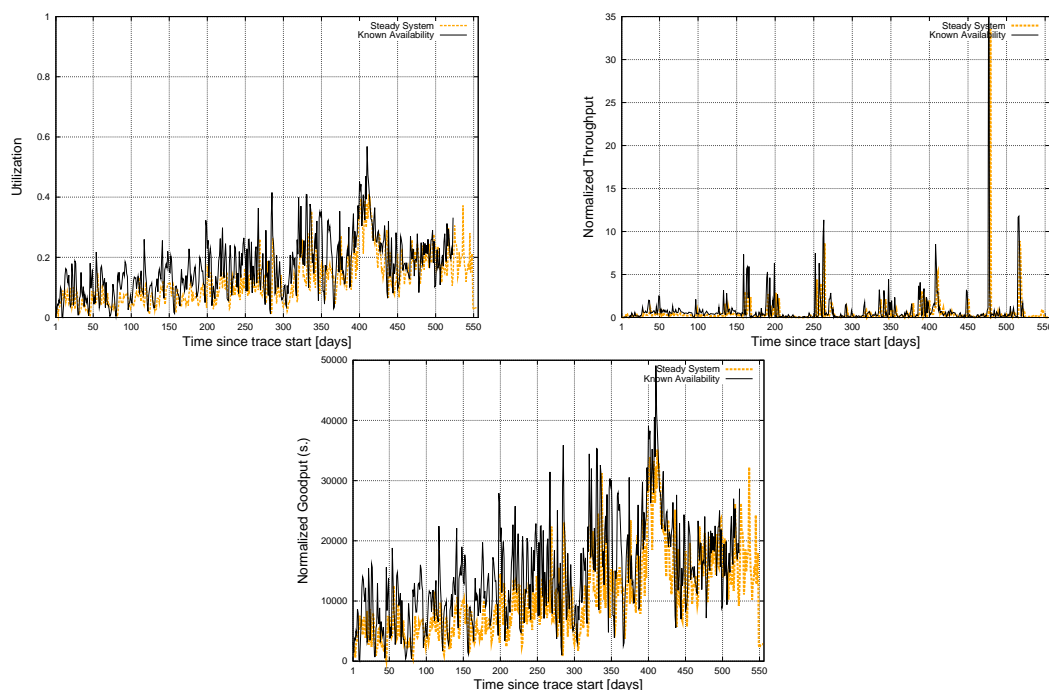 Steady System
Known Availability
1
0.8
0.6
0.4
0.2
0
Utilization
1 50 100 150 200 250 300 350 400 450 500 550
Time since trace start [days]
Steady System
Known Availability
35
30
25
20
15
10
5
0
Normalized Throughput
1 50 100 150 200 250 300 350 400 450 500 550
Time since trace start [days]
Steady System
Known Availability
50000
40000
30000
20000
10000
0
Normalized Goodput (s.)
1 50 100 150 200 250 300 350 400 450 500 550
Time since trace start [days]